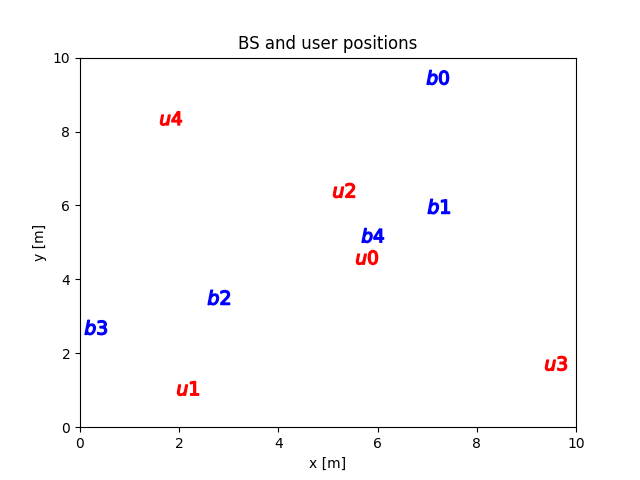 BS and user positions
10
8
6
4
2
0
y [m]
b0
u4
u2
b1
b4
u0
b2
b3
u3
u1
0 2 4 6 8 10
x [m]